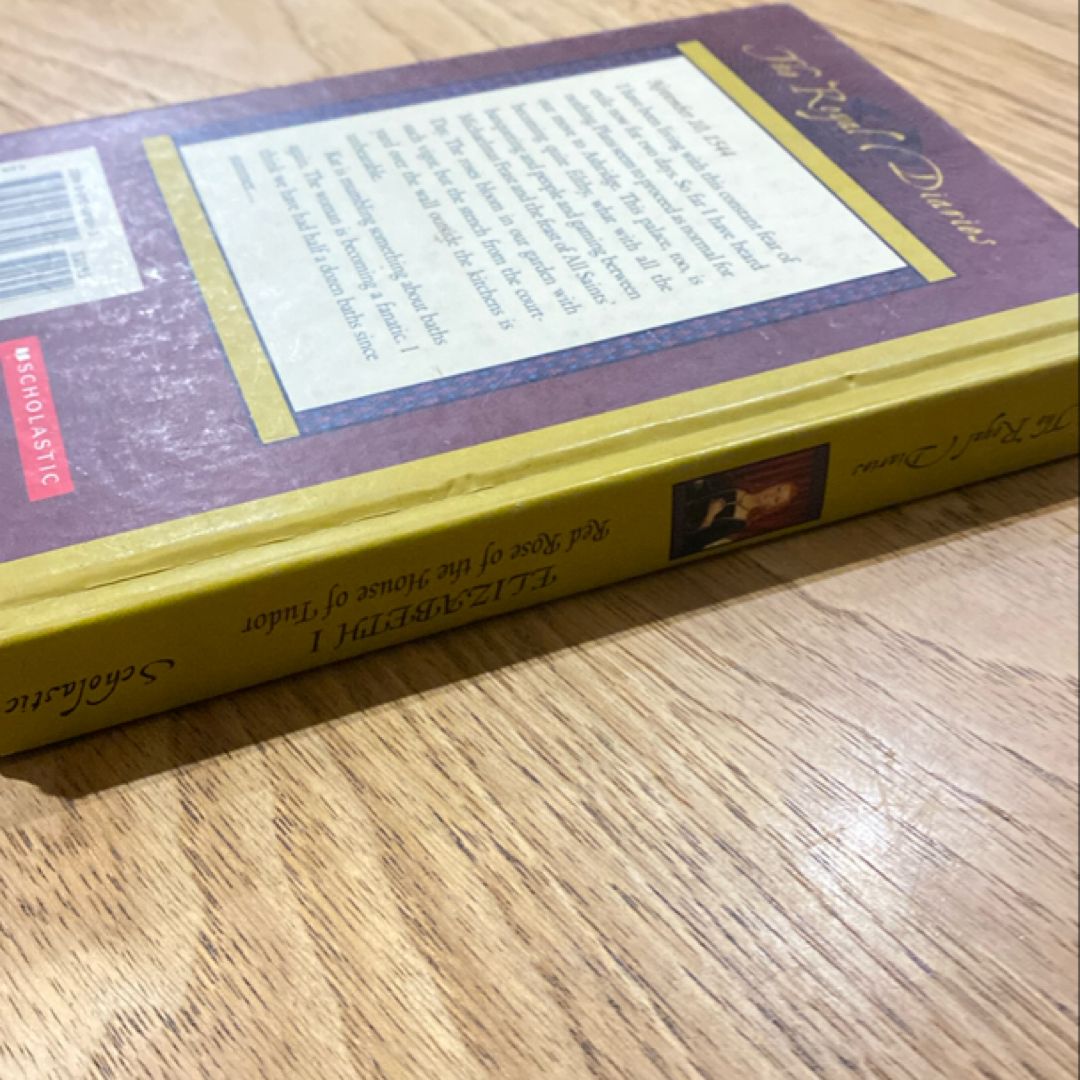 The Royal Diaries
September 1544
I have been living with this constant fear of
exile now for two days. So far I have heard
nothing. Plans seem to proceed as normal for
our move to Ashridge. This palace, too, is
becoming quite filthy, what with all the
banqueting and people and gaming between
Michaelmas Feast and the feast of All Saints'
Day. The roses bloom in our garden with
such vigor, but the stench from the court-
yard over the wall outside the kitchens is
unbearable.
Kat is mumbling something about baths
again. The woman is becoming a fanatic. I
think we have had half a dozen baths since
SCHOLASTIC
The Royal Diaries
ELIZABETH I
Red Rose of the House of Tudor
Scholastic